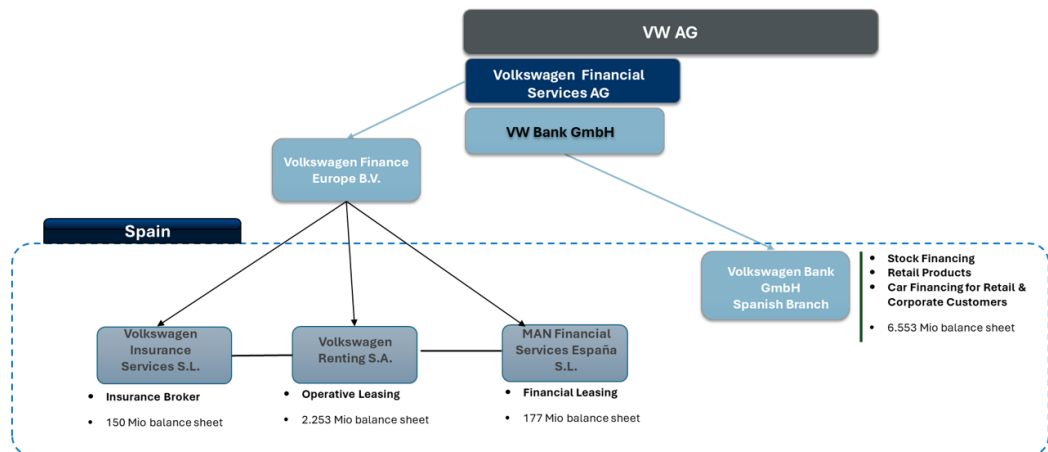 VW AG
Volkswagen Financial
Services AG
VW Bank GmbH
Volkswagen Finance
Europe B.V.
Spain
Volkswagen Bank
GmbH
Spanish Branch
• Stock Financing
• Retail Products
• Car Financing for Retail &
Corporate Customers
• 6.553 Mio balance sheet
Volkswagen
Insurance
Services S.L.
• Insurance Broker
• 150 Mio balance sheet
Volkswagen
Renting S.A.
• Operative Leasing
• 2.253 Mio balance sheet
MAN Financial
Services España
S.L.
• Financial Leasing
• 177 Mio balance sheet